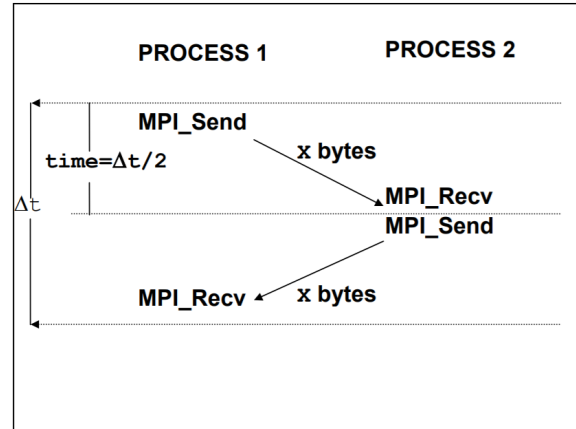 PROCESS 1
PROCESS 2
MPI_Send
X bytes
time=Δt/2
Δt
MPI_Recv
MPI_Send
MPI_Recv
X bytes